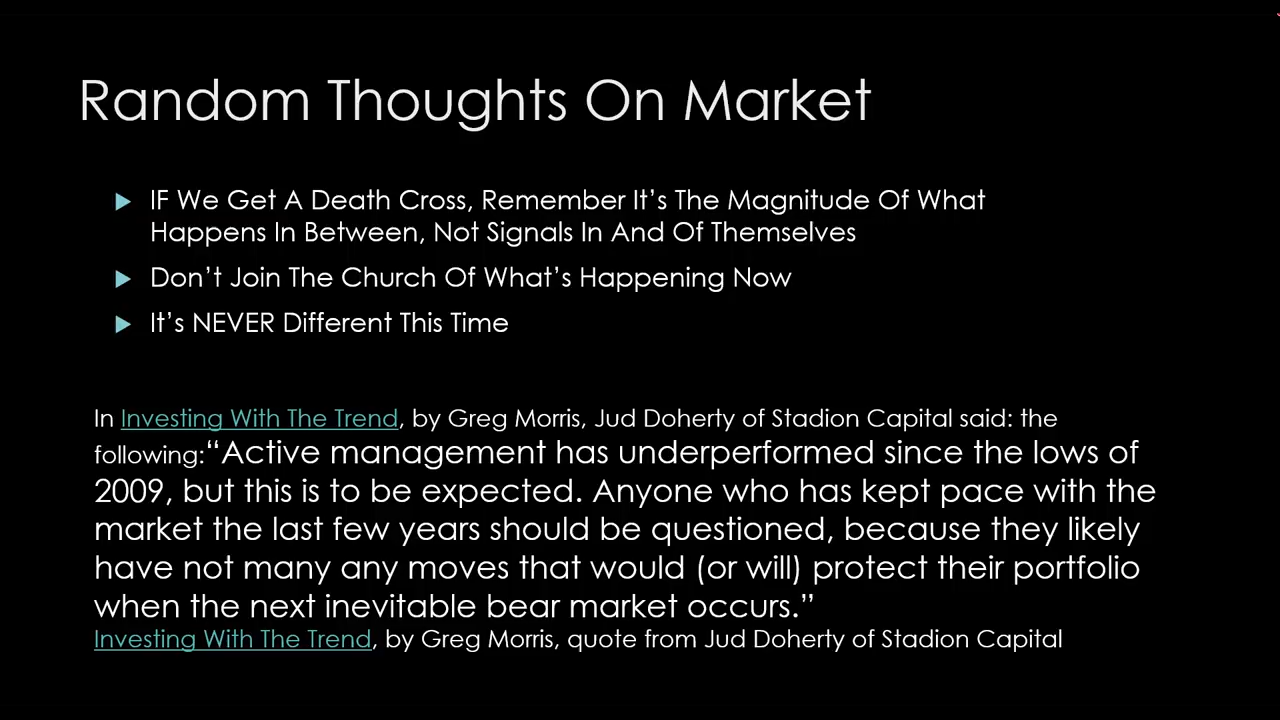 Random Thoughts On Market
IF We Get A Death Cross, Remember It’s The Magnitude Of What
Happens In Between, Not Signals In And Of Themselves
Don’t Join The Church Of What’s Happening Now
It’s NEVER Different This Time
In Investing With The Trend, by Greg Morris, Jud Doherty of Stadion Capital said: the
following:“Active management has underperformed since the lows of
2009, but this is to be expected. Anyone who has kept pace with the
market the last few years should be questioned, because they likely
have not many any moves that would (or will) protect their portfolio
when the next inevitable bear market occurs.”
Investing With The Trend, by Greg Morris, quote from Jud Doherty of Stadion Capital